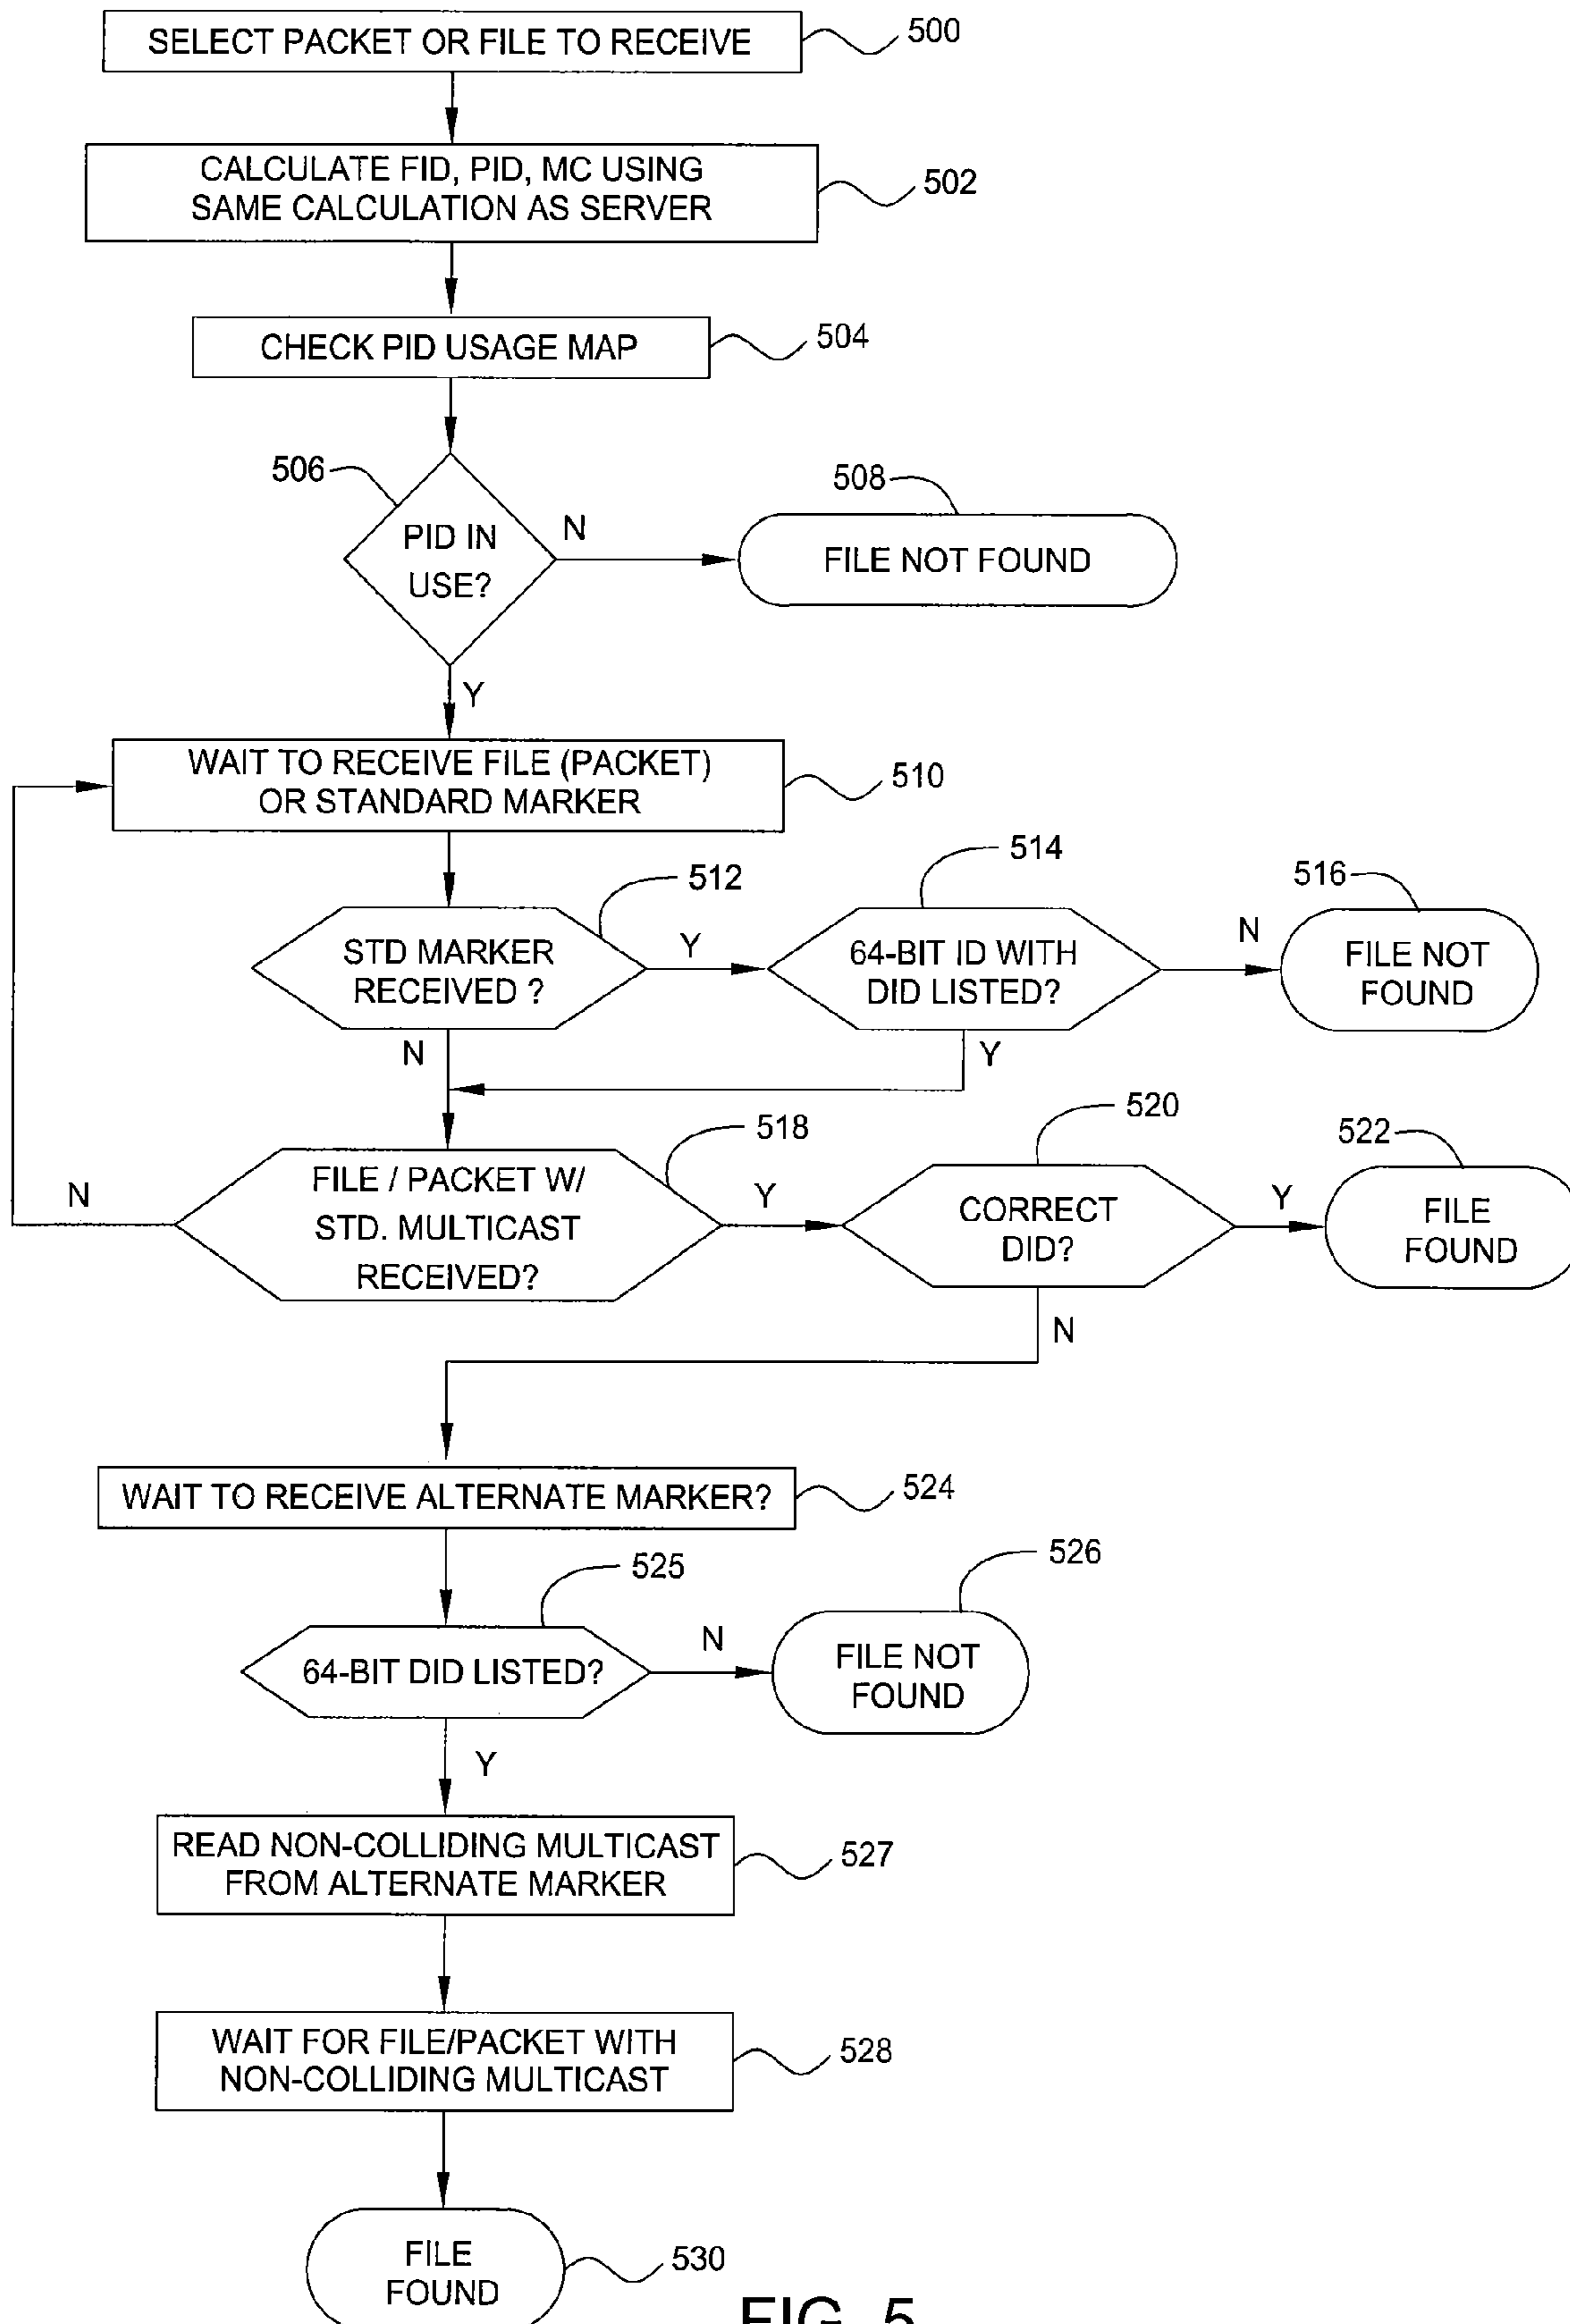 SELECT PACKET OR FILE TO RECEIVE
500
CALCULATE FID, PID, MC USING
SAME CALCULATION AS SERVER
502
CHECK PID USAGE MAP
504
506
PID IN
USE?
N
508
FILE NOT FOUND
Y
WAIT TO RECEIVE FILE (PACKET)
OR STANDARD MARKER
510
512
STD MARKER
RECEIVED ?
Y
514
64-BIT ID WITH
DID LISTED?
N
516
FILE NOT
FOUND
N
Y
518
FILE / PACKET W/
STD. MULTICAST
RECEIVED?
N
Y
520
CORRECT
DID?
Y
522
FILE
FOUND
N
WAIT TO RECEIVE ALTERNATE MARKER?
524
525
64-BIT DID LISTED?
N
526
FILE NOT
FOUND
Y
READ NON-COLLIDING MULTICAST
FROM ALTERNATE MARKER
527
WAIT FOR FILE/PACKET WITH
NON-COLLIDING MULTICAST
528
FILE
FOUND
530
FIG. 5